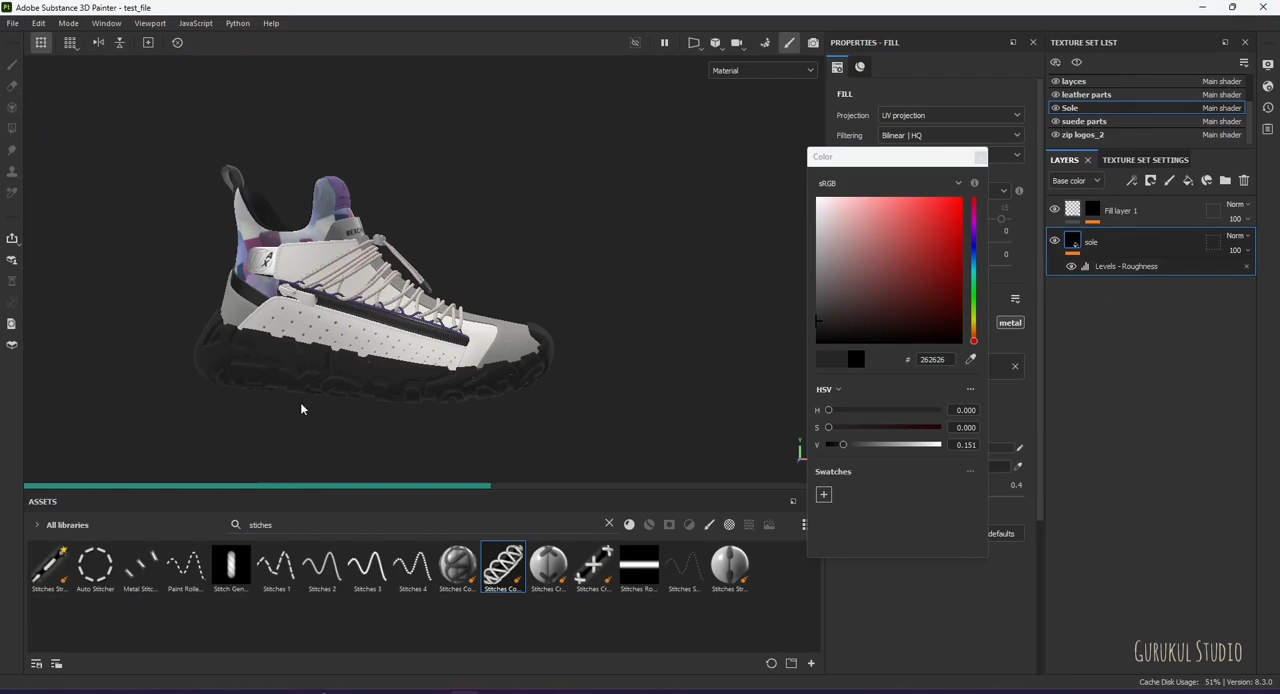 Adobe Substance 3D Painter - test_file
File Edit Mode Window Viewport JavaScript Python Help
Material
PROPERTIES - FILL
FILL
Projection UV projection
Filtering Bilinear | HQ
15
0
0
metal
0.4
defaults
Color
sRGB
# 262626
HSV
H 0.000
S 0.000
V 0.151
Swatches
TEXTURE SET LIST
layces Main shader
leather parts Main shader
Sole Main shader
suede parts Main shader
zip logos_2 Main shader
LAYERS TEXTURE SET SETTINGS
Base color
Fill layer 1 Norm 100
sole Norm 100
Levels - Roughness
ASSETS
All libraries stiches
Stitches Str... Auto Stitcher Metal Stitc... Paint Rolle... Stitch Gen... Stitches 1 Stitches 2 Stitches 3 Stitches 4 Stitches Co... Stitches Co... Stitches Cr... Stitches Cr... Stitches Ro... Stitches S... Stitches Str...
GURUKUL STUDIO
Cache Disk Usage: 51% | Version: 8.3.0